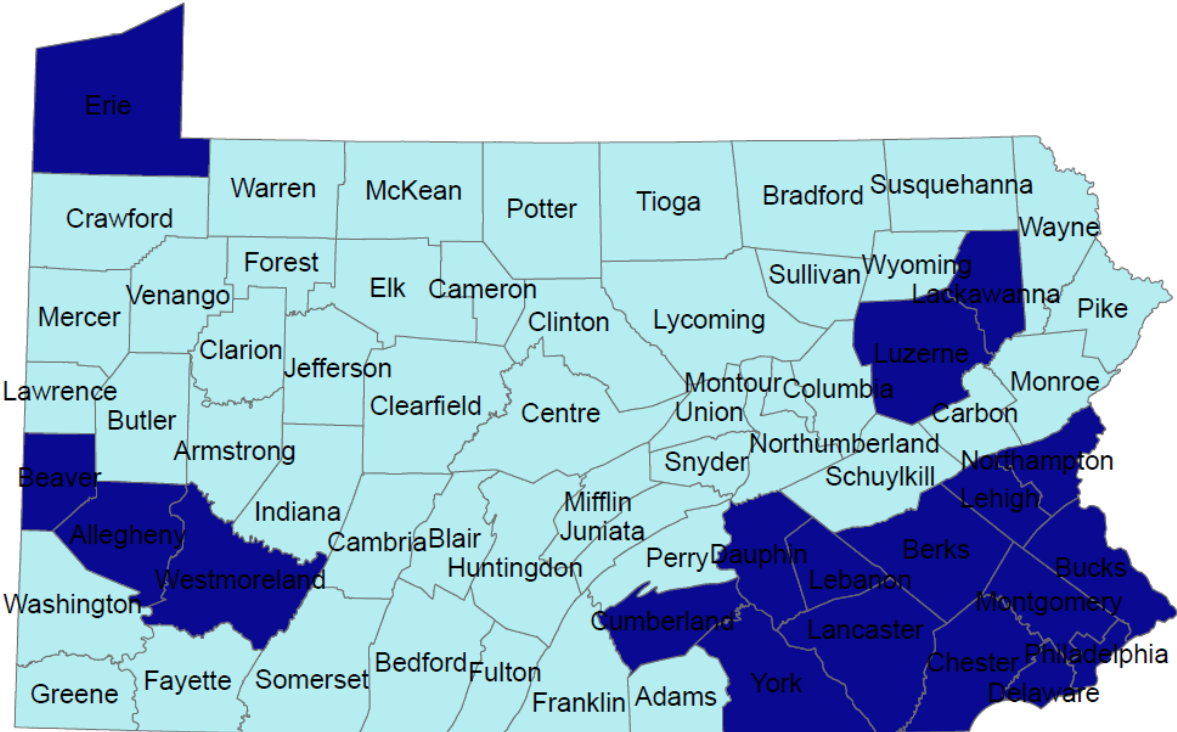 Erie
Warren
McKean
Potter
Tioga
Bradford
Susquehanna
Crawford
Wayne
Forest
Venango
Elk
Cameron
Sullivan
Wyoming
Lackawanna
Mercer
Clinton
Lycoming
Pike
Clarion
Jefferson
Luzerne
Lawrence
Butler
Clearfield
Centre
Montour
Union
Columbia
Monroe
Carbon
Armstrong
Northumberland
Beaver
Snyder
Schuylkill
Northampton
Lehigh
Indiana
Mifflin
Juniata
Allegheny
Cambria
Blair
Huntingdon
Perry
Dauphin
Berks
Bucks
Westmoreland
Lebanon
Washington
Cumberland
Montgomery
Lancaster
Greene
Fayette
Somerset
Bedford
Fulton
Franklin
Adams
York
Chester
Philadelphia
Delaware